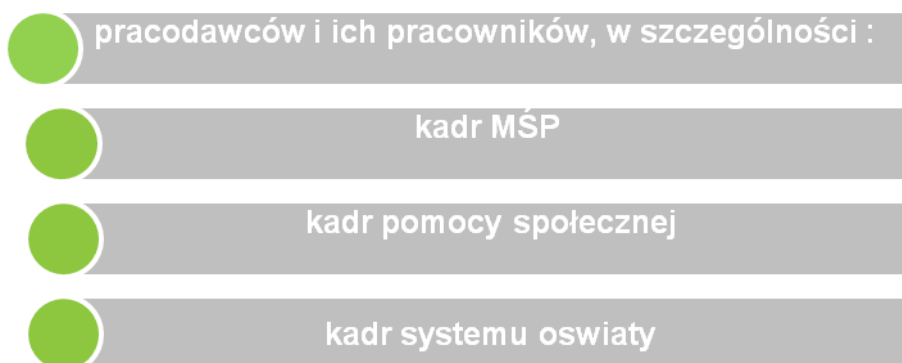 pracodawców i ich pracowników, w szczególności :
kadr MŚP
kadr pomocy społecznej
kadr systemu oswiaty